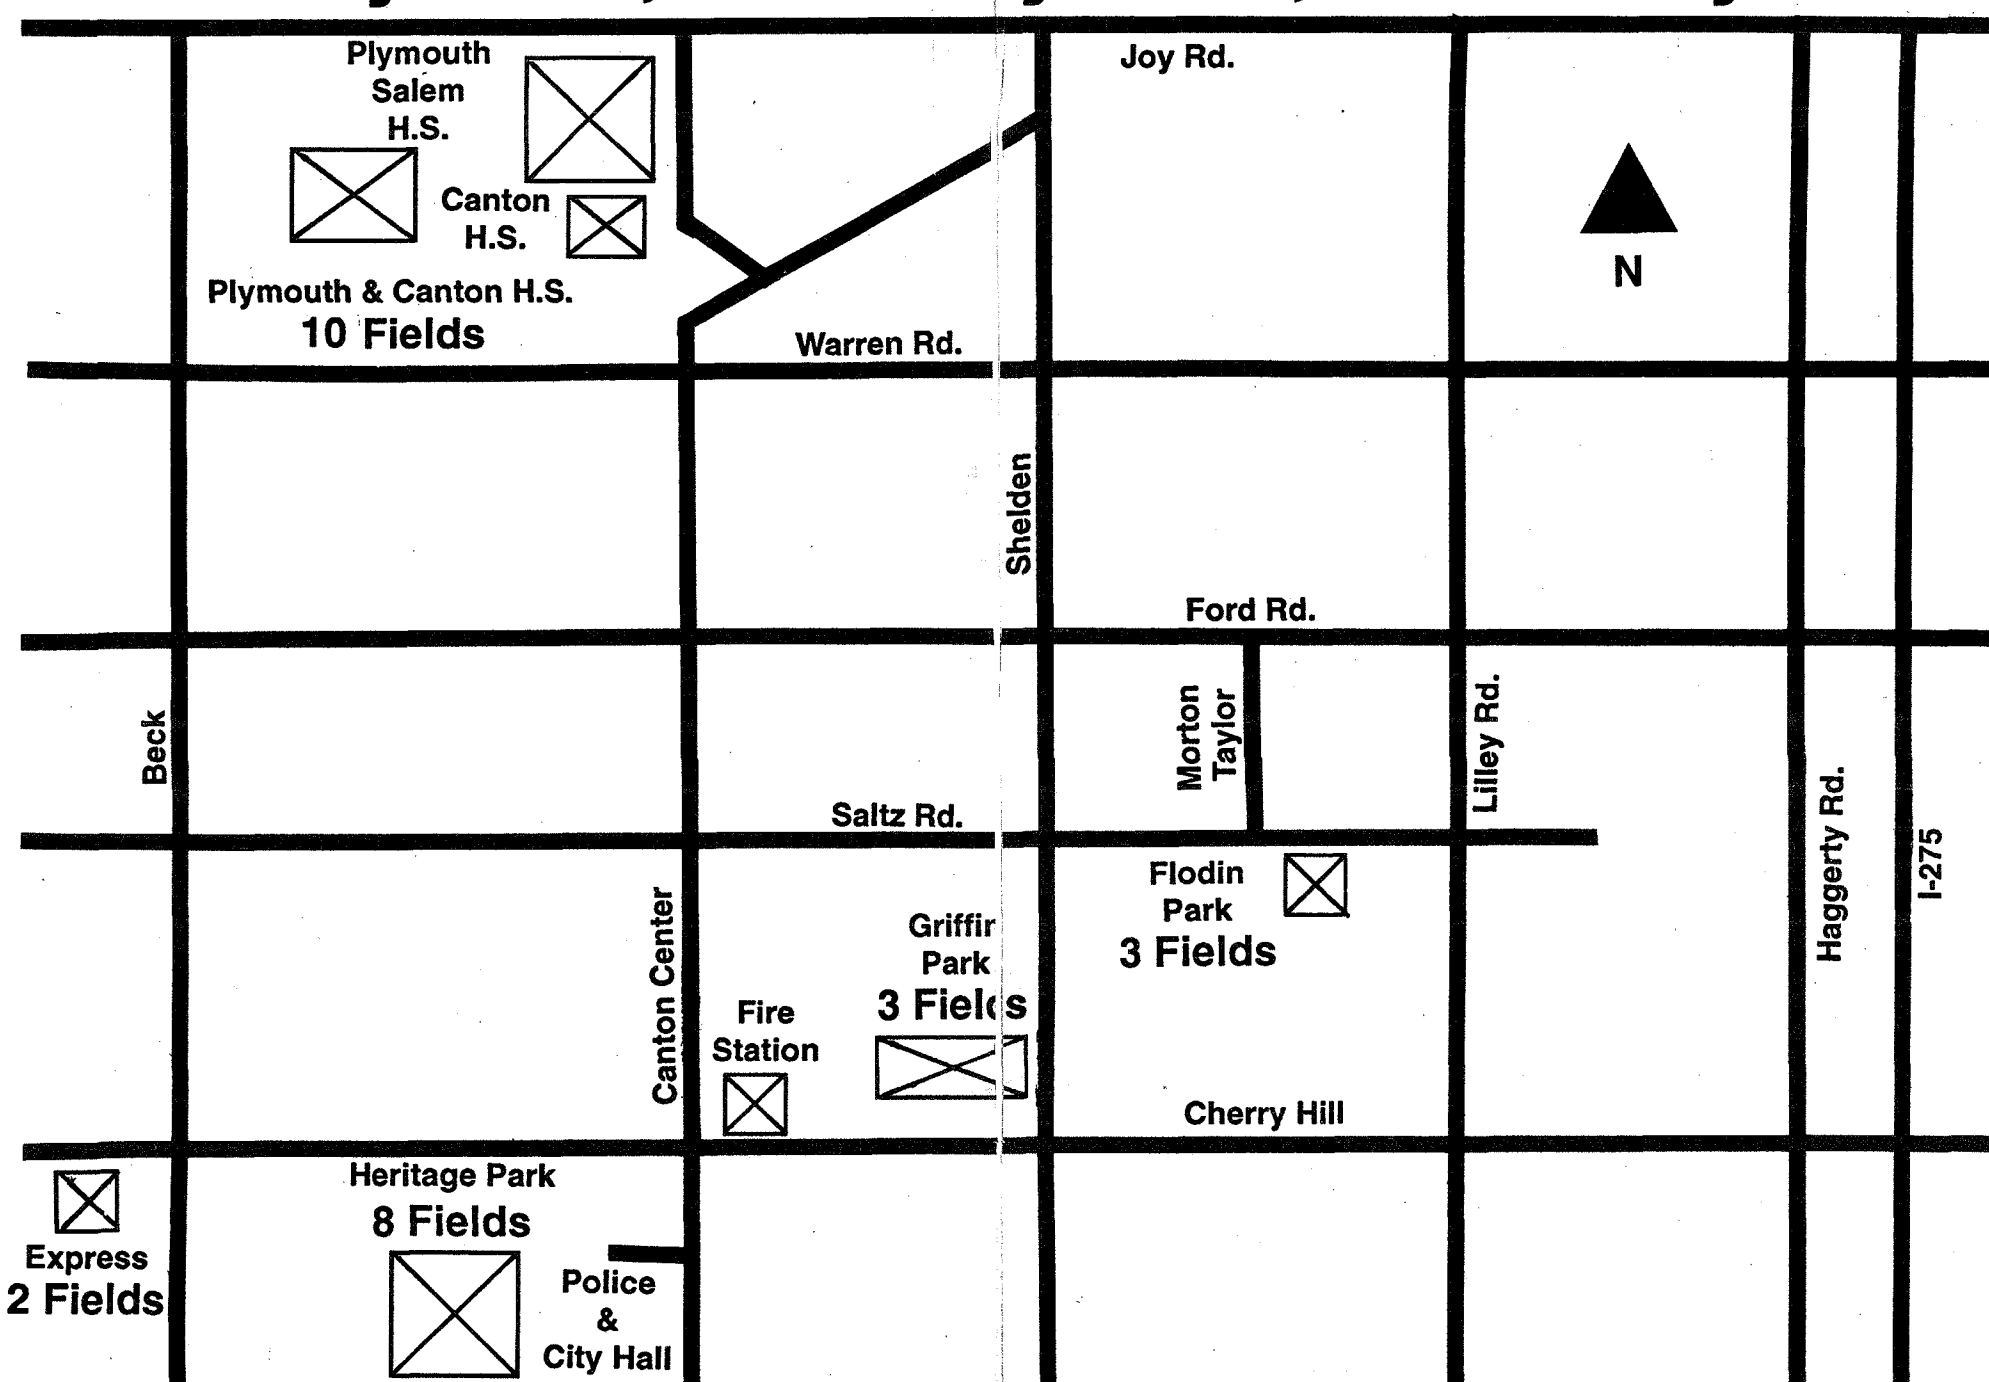 Plymouth
Salem
H.S.
Joy Rd.
Canton
H.S.
N
Plymouth & Canton H.S.
10 Fields
Warren Rd.
Shelden
Ford Rd.
Morton
Taylor
Lilley Rd.
Beck
Saltz Rd.
Haggerty Rd.
I-275
Flodin
Park
3 Fields
Canton Center
Griffin
Park
3 Fields
Fire
Station
Cherry Hill
Heritage Park
8 Fields
Express
2 Fields
Police
&
City Hall